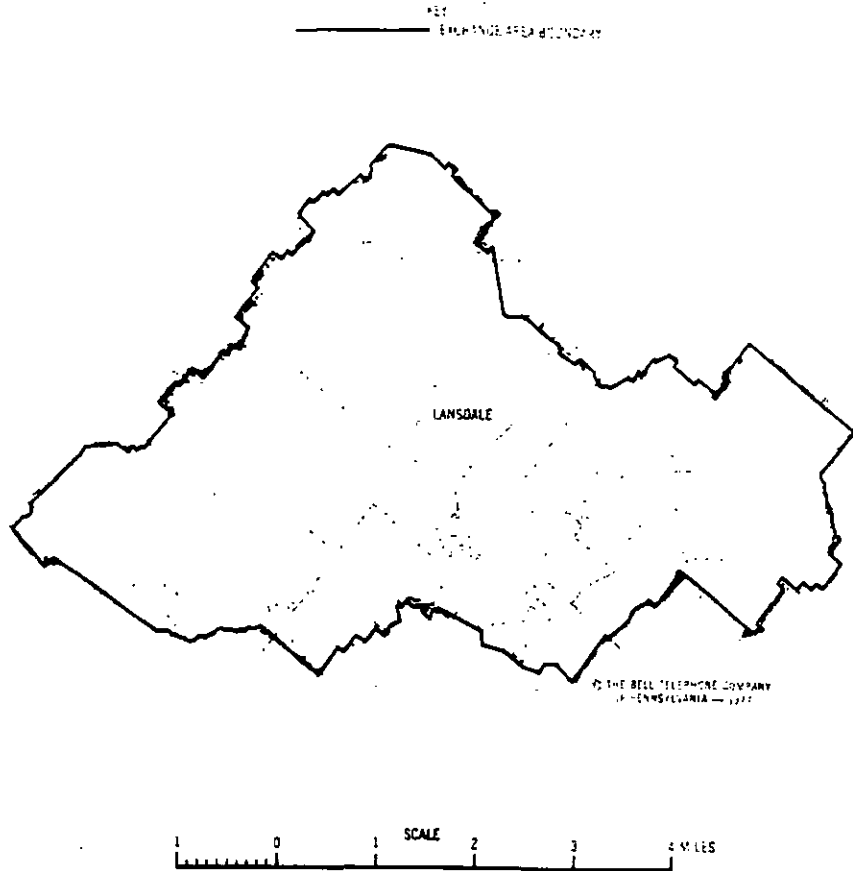 KEY
EXCHANGE AREA BOUNDARY
LANSDALE
© THE BELL TELEPHONE COMPANY
OF PENNSYLVANIA —
SCALE
1 0 1 2 3 4 MILES